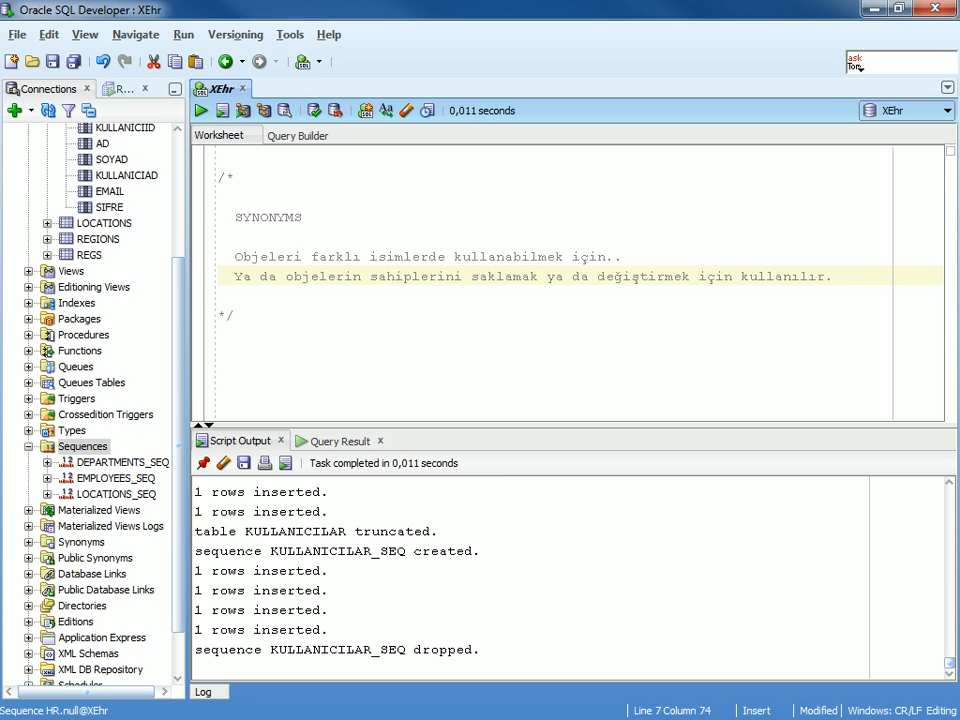 Oracle SQL Developer : XEhr
File Edit View Navigate Run Versioning Tools Help
ask
Tom
Connections
R...
XEhr
0,011 seconds
XEhr
Worksheet
Query Builder
KULLANICIID
AD
SOYAD
KULLANICIAD
EMAIL
SIFRE
LOCATIONS
REGIONS
REGS
Views
Editioning Views
Indexes
Packages
Procedures
Functions
Queues
Queues Tables
Triggers
Crossedition Triggers
Types
Sequences
DEPARTMENTS_SEQ
EMPLOYEES_SEQ
LOCATIONS_SEQ
Materialized Views
Materialized Views Logs
Synonyms
Public Synonyms
Database Links
Public Database Links
Directories
Editions
Application Express
XML Schemas
XML DB Repository
Scheduler
/*
SYNONYMS
Objeleri farklı isimlerde kullanabilmek için..
Ya da objelerin sahiplerini saklamak ya da değiştirmek için kullanılır.
*/
Script Output
Query Result
Task completed in 0,011 seconds
1 rows inserted.
1 rows inserted.
table KULLANICILAR truncated.
sequence KULLANICILAR_SEQ created.
1 rows inserted.
1 rows inserted.
1 rows inserted.
1 rows inserted.
sequence KULLANICILAR_SEQ dropped.
Log
Sequence HR.null@XEhr
Line 7 Column 74
Insert
Modified
Windows: CR/LF Editing